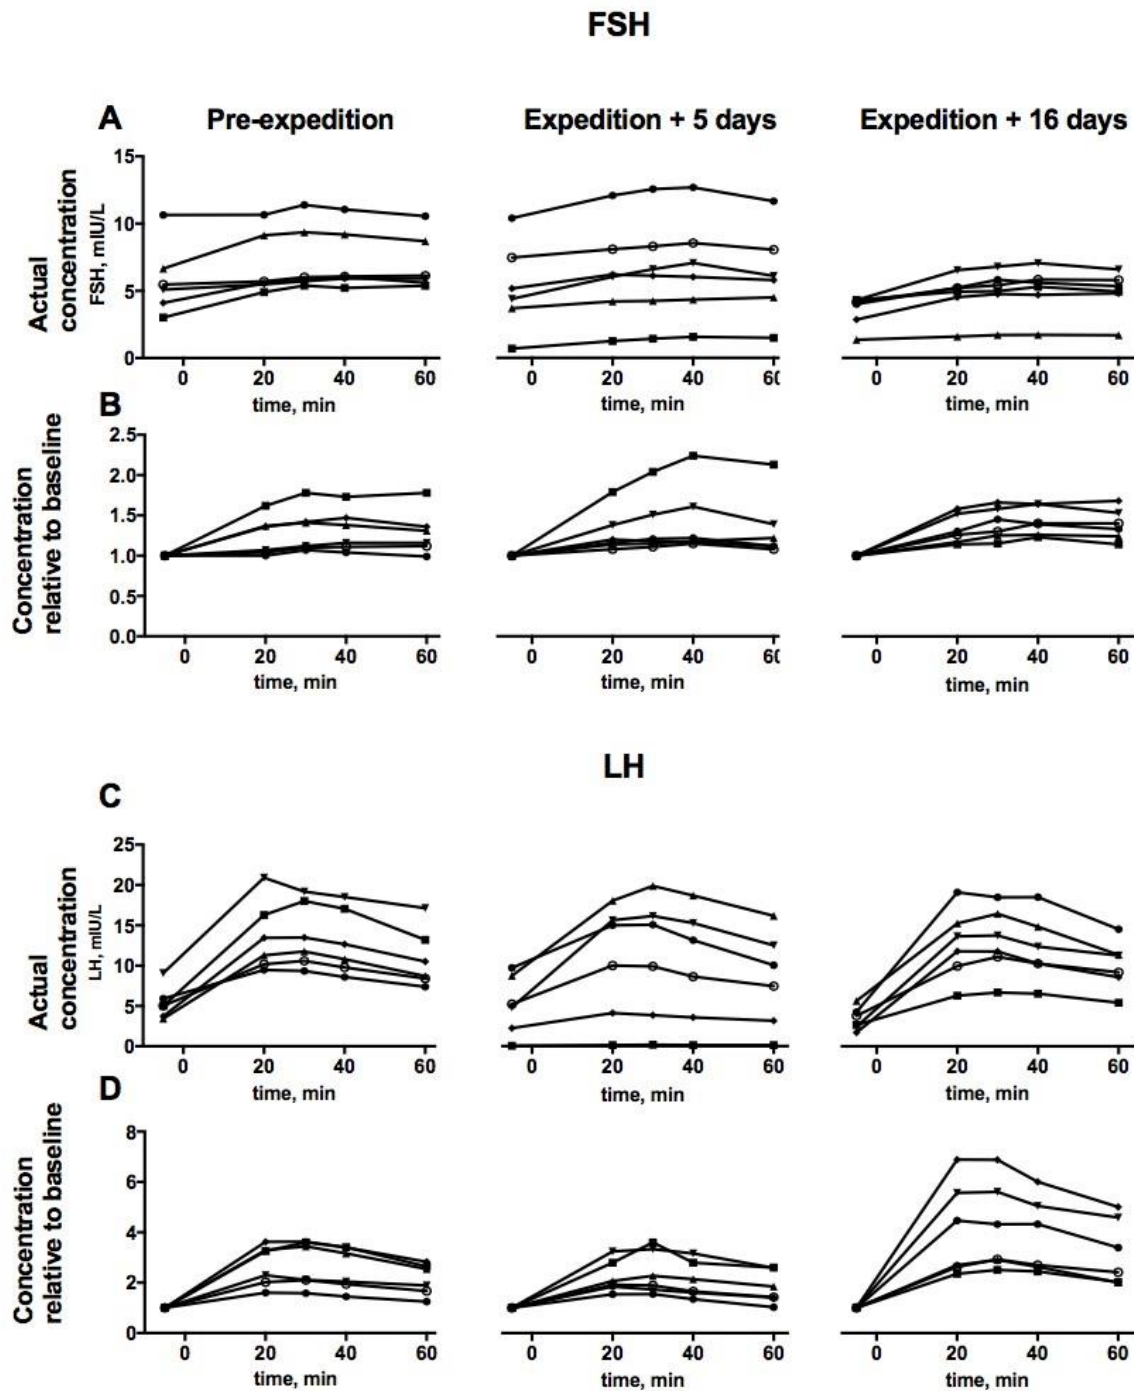 FSH
A
Pre-expedition
Expedition + 5 days
Expedition + 16 days
Actual
concentration
FSH, mIU/L
15
10
5
0
0 20 40 60
time, min
0 20 40 60
time, min
0 20 40 60
time, min
B
Concentration
relative to baseline
2.5
2.0
1.5
1.0
0.5
0.0
0 20 40 60
time, min
0 20 40 60
time, min
0 20 40 60
time, min
LH
C
Actual
concentration
LH, mIU/L
25
20
15
10
5
0
0 20 40 60
time, min
0 20 40 60
time, min
0 20 40 60
time, min
D
Concentration
relative to baseline
8
6
4
2
0
0 20 40 60
time, min
0 20 40 60
time, min
0 20 40 60
time, min